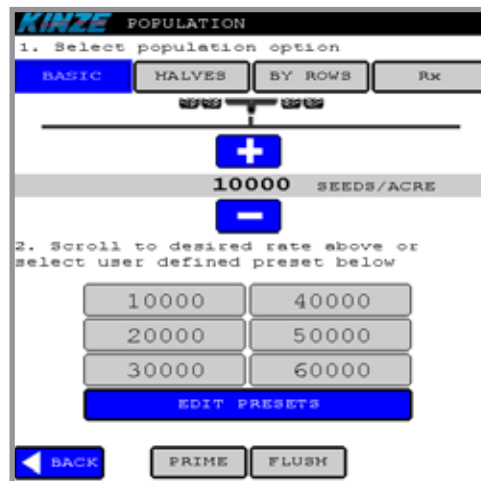 KINZE POPULATION
1. Select population option
BASIC HALVES BY ROWS Rx
+
10000 SEEDS/ACRE
-
2. Scroll to desired rate above or
select user defined preset below
10000 40000
20000 50000
30000 60000
EDIT PRESETS
BACK PRIME FLUSH